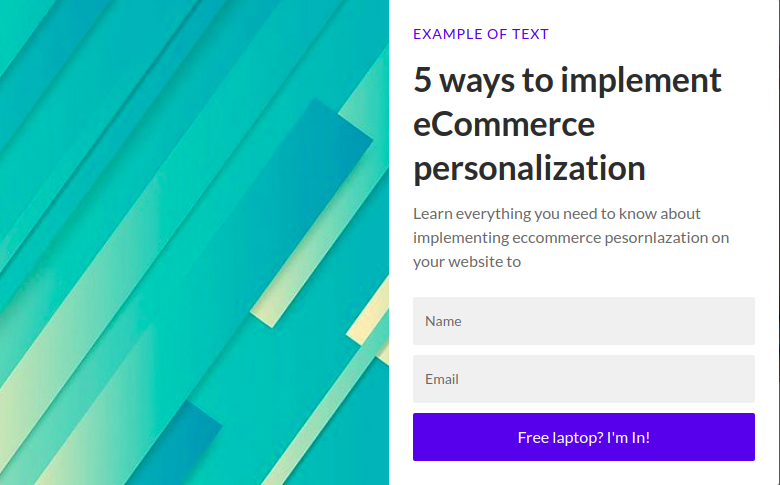 EXAMPLE OF TEXT
5 ways to implement
eCommerce
personalization
Learn everything you need to know about
implementing eccommerce pesornlazation on
your website to
Name
Email
Free laptop? I'm In!